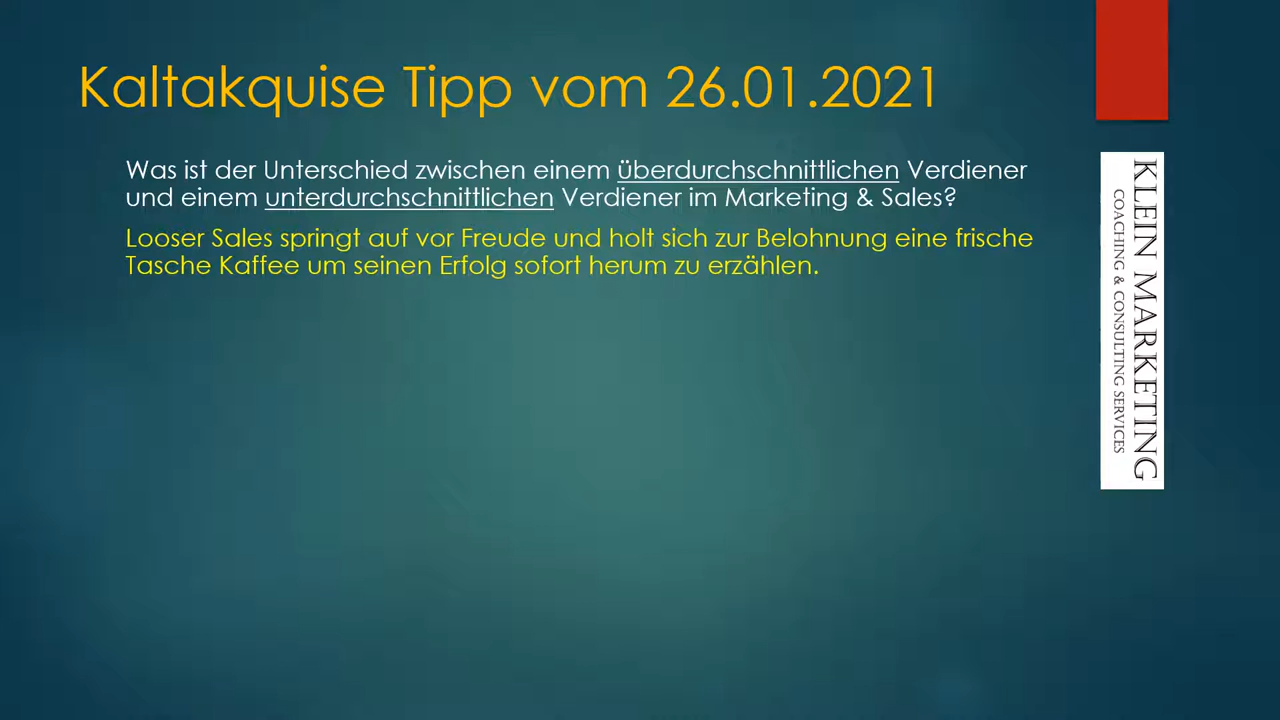 Kaltakquise Tipp vom 26.01.2021
Was ist der Unterschied zwischen einem überdurchschnittlichen Verdiener
und einem unterdurchschnittlichen Verdiener im Marketing & Sales?
Looser Sales springt auf vor Freude und holt sich zur Belohnung eine frische
Tasche Kaffee um seinen Erfolg sofort herum zu erzählen.
KLEIN MARKETING
COACHING & CONSULTING SERVICES